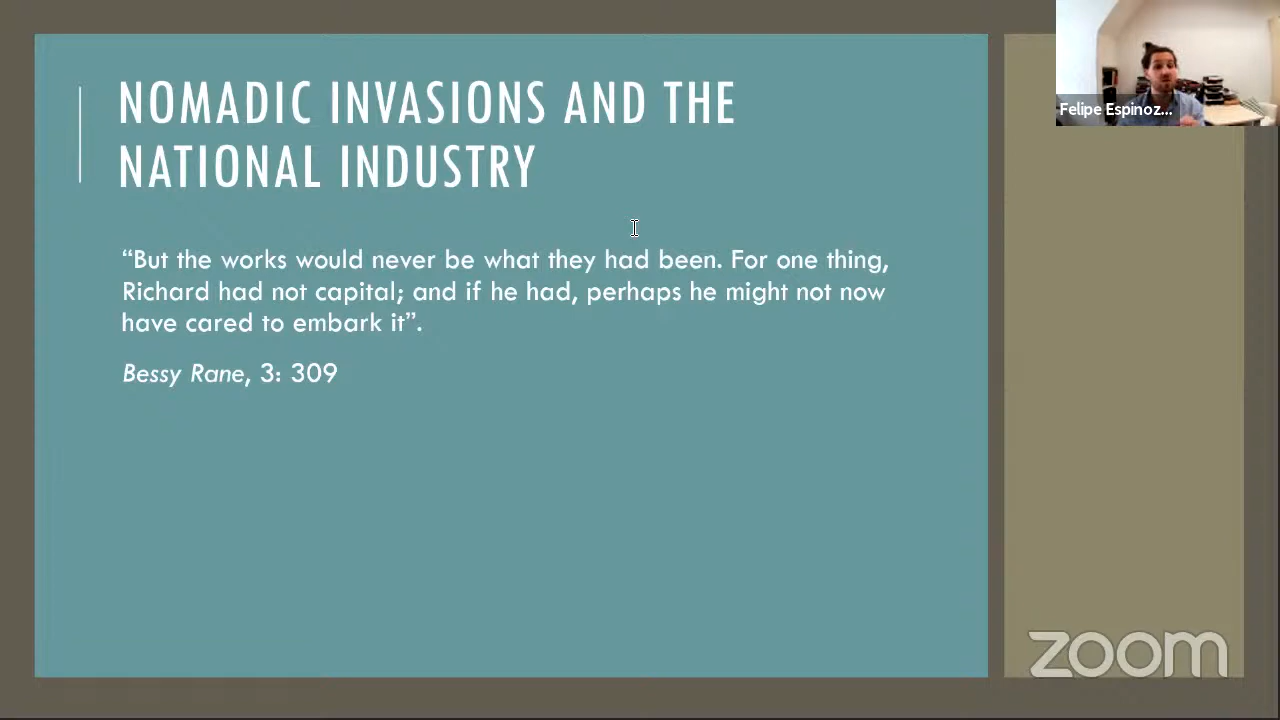 NOMADIC INVASIONS AND THE
NATIONAL INDUSTRY
“But the works would never be what they had been. For one thing,
Richard had not capital; and if he had, perhaps he might not now
have cared to embark it”.
Bessy Rane, 3: 309
Felipe Espinoz...
zoom